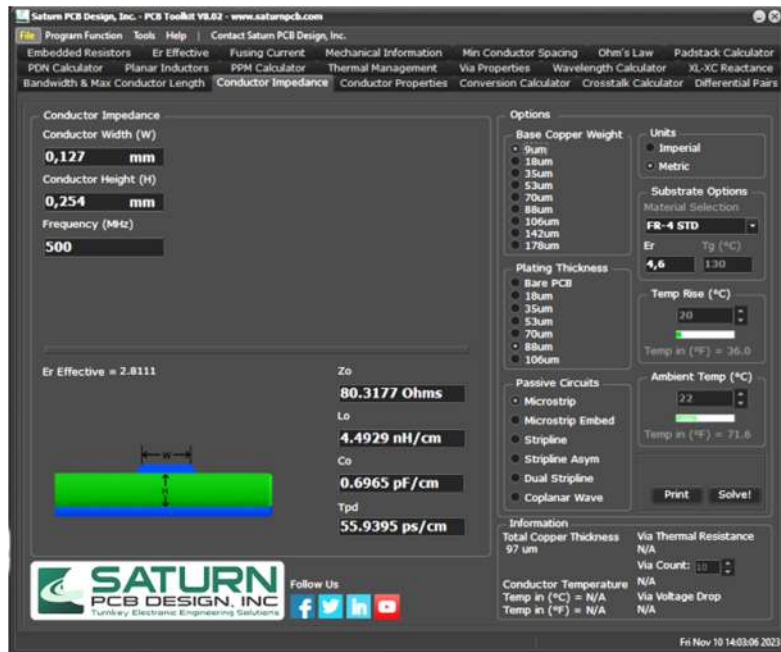 Saturn PCB Design, Inc. - PCB Toolkit V8.02 - www.saturnpcb.com
File Program Function Tools Help | Contact Saturn PCB Design, Inc.
Embedded Resistors Er Effective Fusing Current Mechanical Information Min Conductor Spacing Ohm's Law Padstack Calculator
PDN Calculator Planar Inductors PPM Calculator Thermal Management Via Properties Wavelength Calculator XL-XC Reactance
Bandwidth & Max Conductor Length Conductor Impedance Conductor Properties Conversion Calculator Crosstalk Calculator Differential Pairs
Conductor Impedance
Conductor Width (W)
0,127 mm
Conductor Height (H)
0,254 mm
Frequency (MHz)
500
Er Effective = 2.8111
W
H
Zo
80.3177 Ohms
Lo
4.4929 nH/cm
Co
0.6965 pF/cm
Tpd
55.9395 ps/cm
Options
Base Copper Weight
9um
18um
35um
53um
70um
88um
106um
142um
178um
Units
Imperial
Metric
Substrate Options
Material Selection
FR-4 STD
Er Tg (°C)
4,6 130
Plating Thickness
Bare PCB
18um
35um
53um
70um
88um
106um
Temp Rise (°C)
20
Temp in (°F) = 36.0
Passive Circuits
Microstrip
Microstrip Embed
Stripline
Stripline Asym
Dual Stripline
Coplanar Wave
Ambient Temp (°C)
22
Temp in (°F) = 71.6
Print Solve!
Information
Total Copper Thickness
97 um
Conductor Temperature
Temp in (°C) = N/A
Temp in (°F) = N/A
Via Thermal Resistance
N/A
Via Count: 10
N/A
Via Voltage Drop
N/A
SATURN
PCB DESIGN, INC
Turnkey Electronic Engineering Solutions
Follow Us
Fri Nov 10 14:03:06 2023